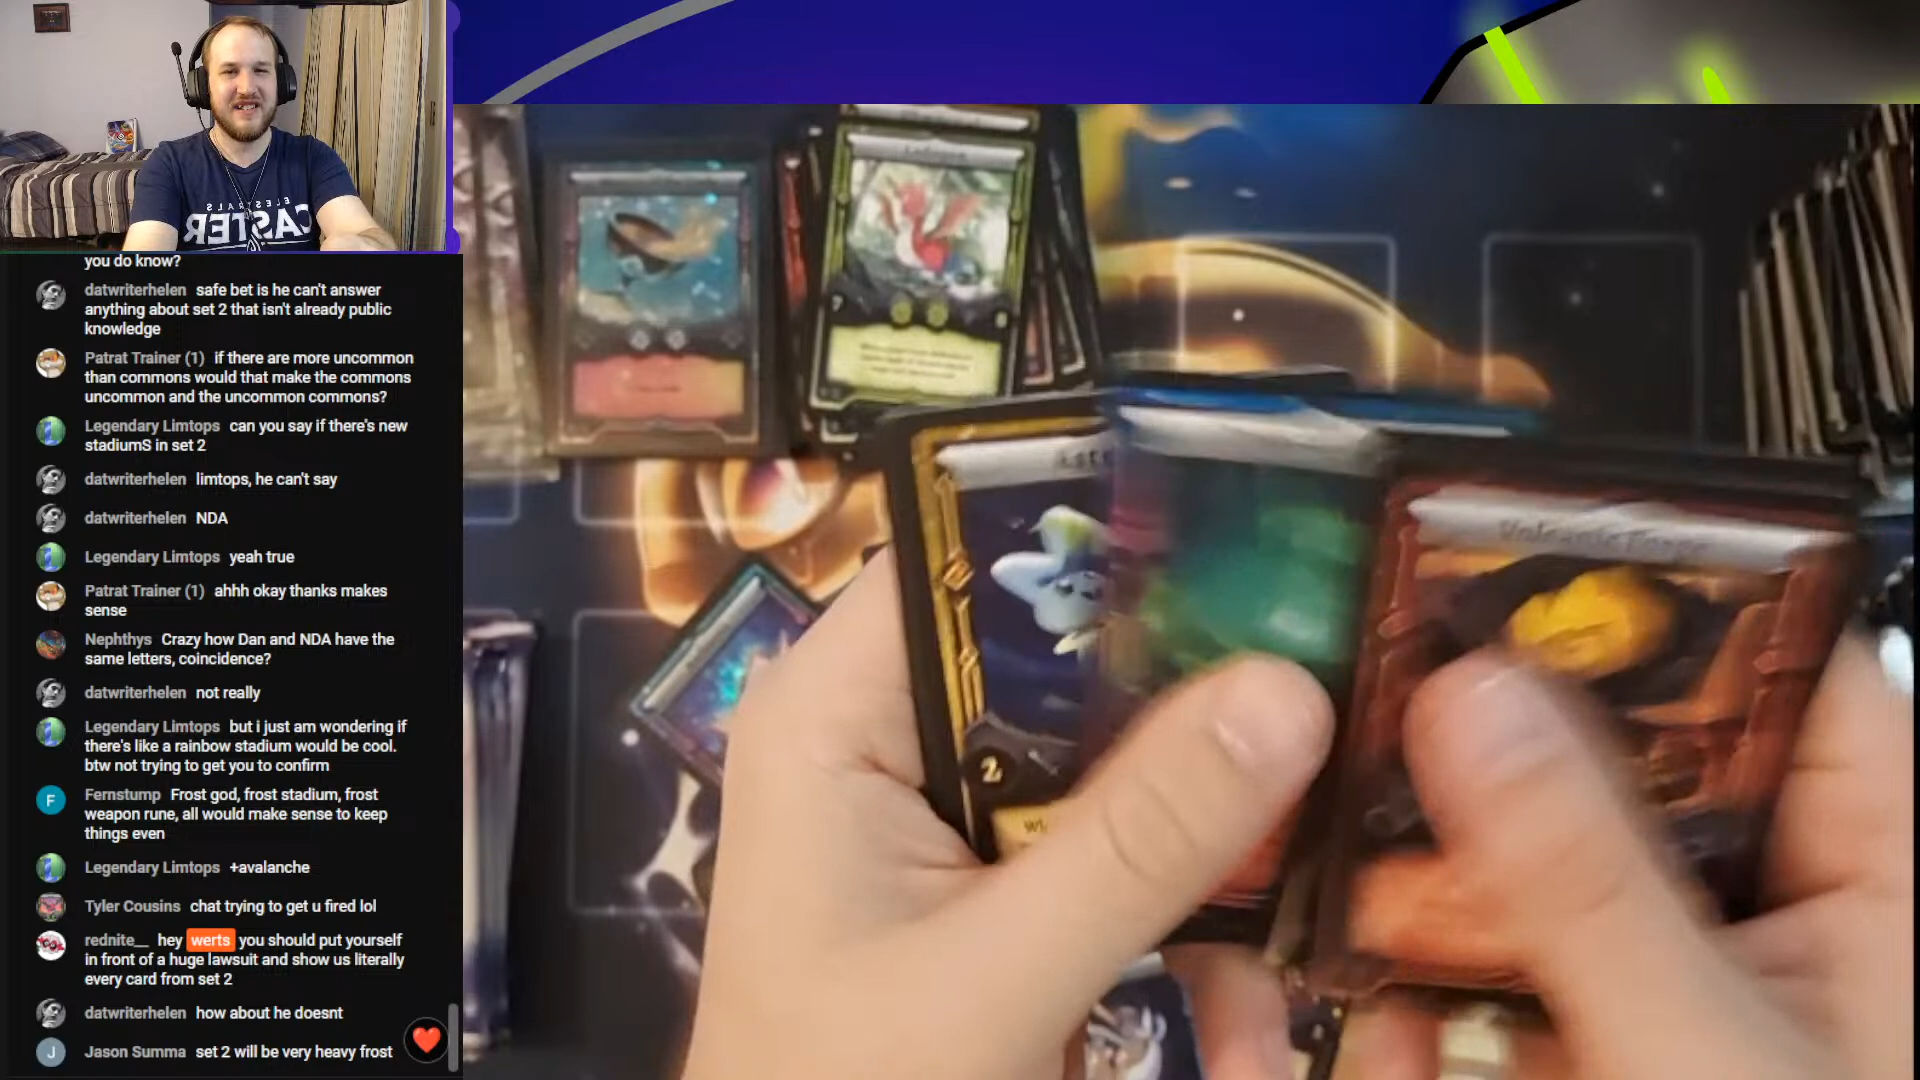 ELESTRALS
CASTER
you do know?
datwriterhelen safe bet is he can't answer
anything about set 2 that isn't already public
knowledge
Patrat Trainer (1) if there are more uncommon
than commons would that make the commons
uncommon and the uncommon commons?
Legendary Limtops can you say if there's new
stadiumS in set 2
datwriterhelen limtops, he can't say
datwriterhelen NDA
Legendary Limtops yeah true
Patrat Trainer (1) ahhh okay thanks makes
sense
Nephthys Crazy how Dan and NDA have the
same letters, coincidence?
datwriterhelen not really
Legendary Limtops but i just am wondering if
there's like a rainbow stadium would be cool.
btw not trying to get you to confirm
F
Fernstump Frost god, frost stadium, frost
weapon rune, all would make sense to keep
things even
Legendary Limtops +avalanche
Tyler Cousins chat trying to get u fired lol
rednite__ hey werts you should put yourself
in front of a huge lawsuit and show us literally
every card from set 2
datwriterhelen how about he doesnt
J
Jason Summa set 2 will be very heavy frost
Volcanic Forge
2